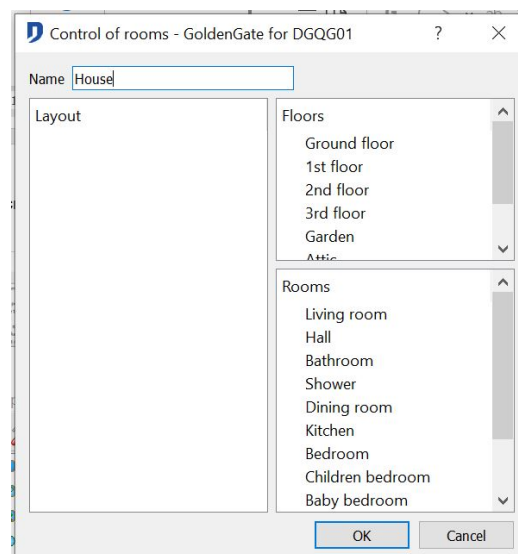 Control of rooms - GoldenGate for DGQG01
?
Name House
Layout
Floors
Ground floor
1st floor
2nd floor
3rd floor
Garden
Attic
Rooms
Living room
Hall
Bathroom
Shower
Dining room
Kitchen
Bedroom
Children bedroom
Baby bedroom
OK
Cancel